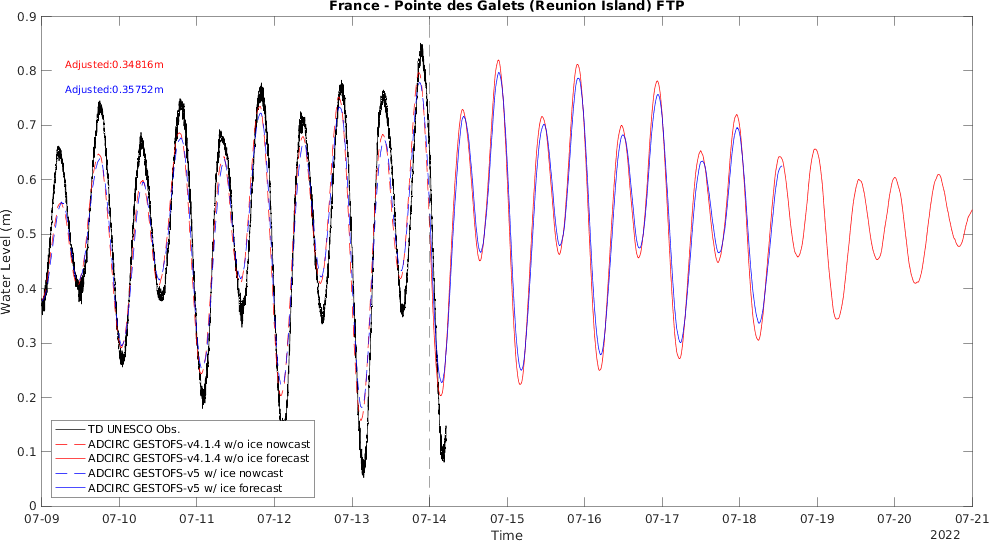 France - Pointe des Galets (Reunion Island) FTP
0.9
0.8
0.7
0.6
0.5
0.4
0.3
0.2
0.1
0
Water Level (m)
Adjusted:0.34816m
Adjusted:0.35752m
TD UNESCO Obs.
ADCIRC GESTOFS-v4.1.4 w/o ice nowcast
ADCIRC GESTOFS-v4.1.4 w/o ice forecast
ADCIRC GESTOFS-v5 w/ ice nowcast
ADCIRC GESTOFS-v5 w/ ice forecast
07-09 07-10 07-11 07-12 07-13 07-14 07-15 07-16 07-17 07-18 07-19 07-20 07-21
Time
2022